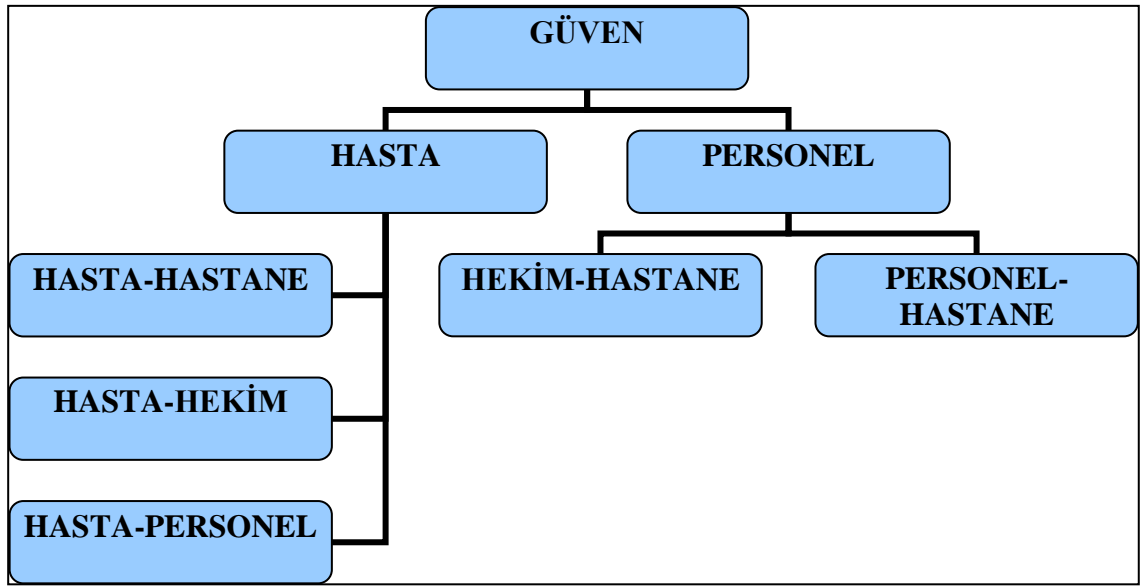 GÜVEN
HASTA
PERSONEL
HASTA-HASTANE
HEKİM-HASTANE
PERSONEL-
HASTANE
HASTA-HEKİM
HASTA-PERSONEL